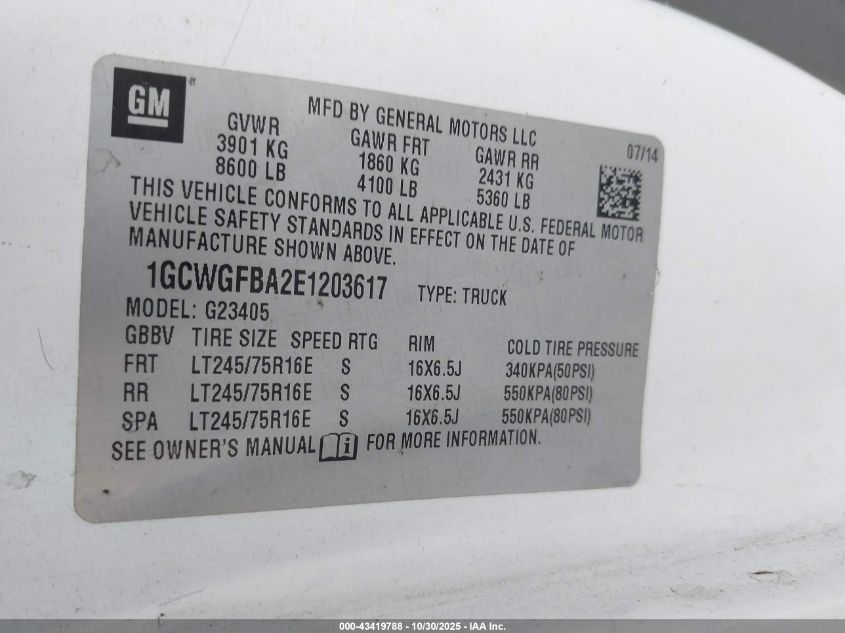 GM
MFD BY GENERAL MOTORS LLC
07/14
GVWR GAWR FRT GAWR RR
3901 KG 1860 KG 2431 KG
8600 LB 4100 LB 5360 LB
THIS VEHICLE CONFORMS TO ALL APPLICABLE U.S. FEDERAL MOTOR
VEHICLE SAFETY STANDARDS IN EFFECT ON THE DATE OF
MANUFACTURE SHOWN ABOVE.
1GCWGFBA2E1203617 TYPE: TRUCK
MODEL: G23405
GBBV TIRE SIZE SPEED RTG RIM COLD TIRE PRESSURE
FRT LT245/75R16E S 16X6.5J 340KPA(50PSI)
RR LT245/75R16E S 16X6.5J 550KPA(80PSI)
SPA LT245/75R16E S 16X6.5J 550KPA(80PSI)
SEE OWNER'S MANUAL i FOR MORE INFORMATION.
000-43419788 - 10/30/2025 - IAA Inc.